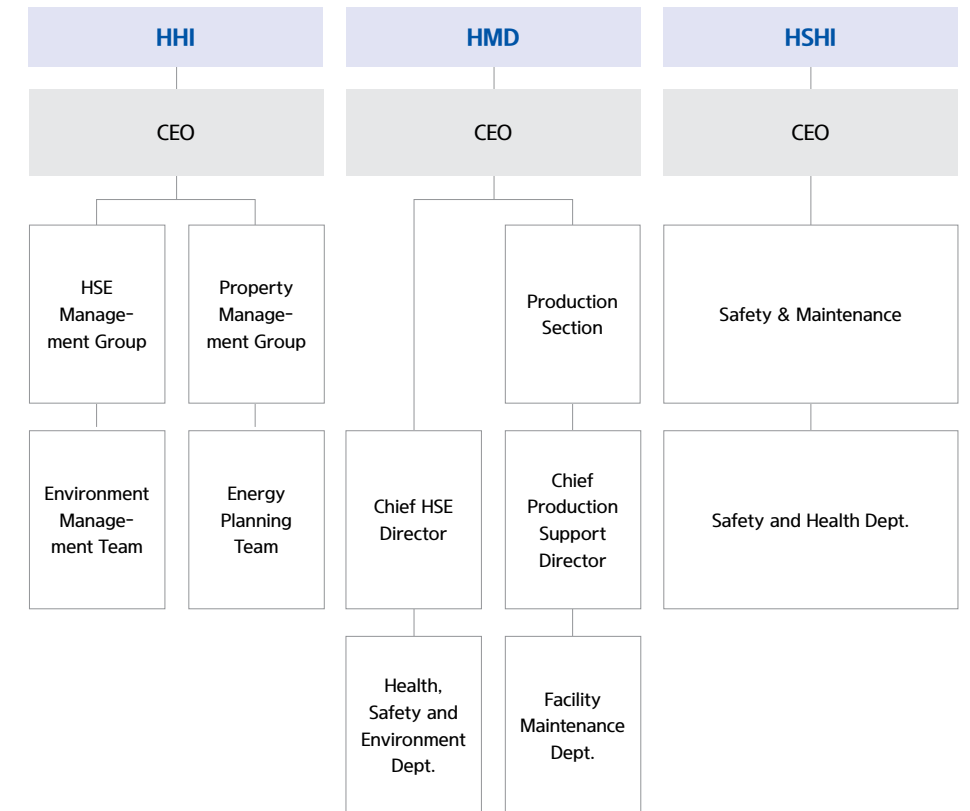 HHI
HMD
HSHI
CEO
CEO
CEO
HSE
Manage-
ment Group
Property
Manage-
ment Group
Production
Section
Safety & Maintenance
Environment
Manage-
ment Team
Energy
Planning
Team
Chief HSE
Director
Chief
Production
Support
Director
Safety and Health Dept.
Health,
Safety and
Environment
Dept.
Facility
Maintenance
Dept.